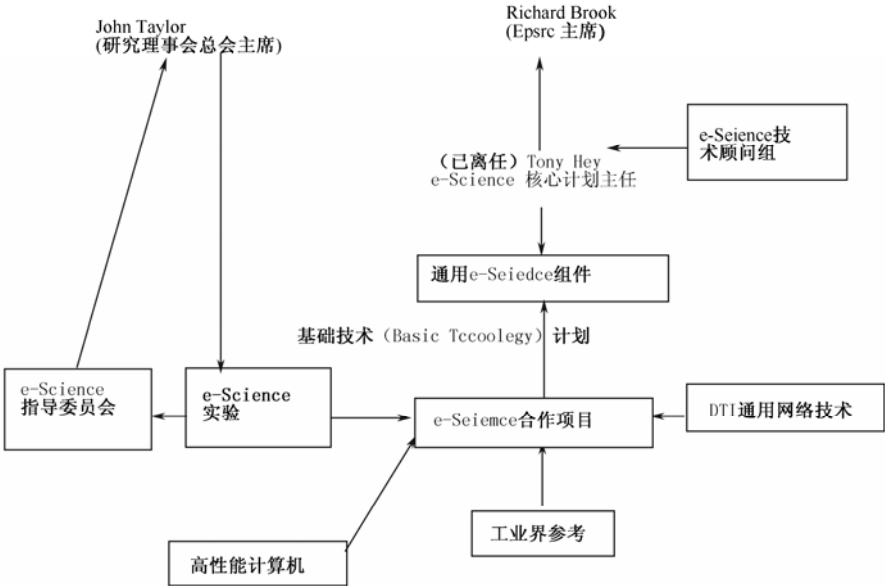 John Taylor
(研究理事会总会主席)
Richard Brook
(Epsrc 主席)
e-Seience技
术顾问组
（已离任）Tony Hey
e-Science 核心计划主任
通用e-Seiedce组件
基础技术（Basic Tccoolegy）计划
e-Science
指导委员会
e-Science
实验
e-Seiemce合作项目
DTI通用网络技术
工业界参考
高性能计算机